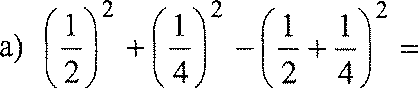 a) (1/2)² + (1/4)² − (1/2 + 1/4)² =